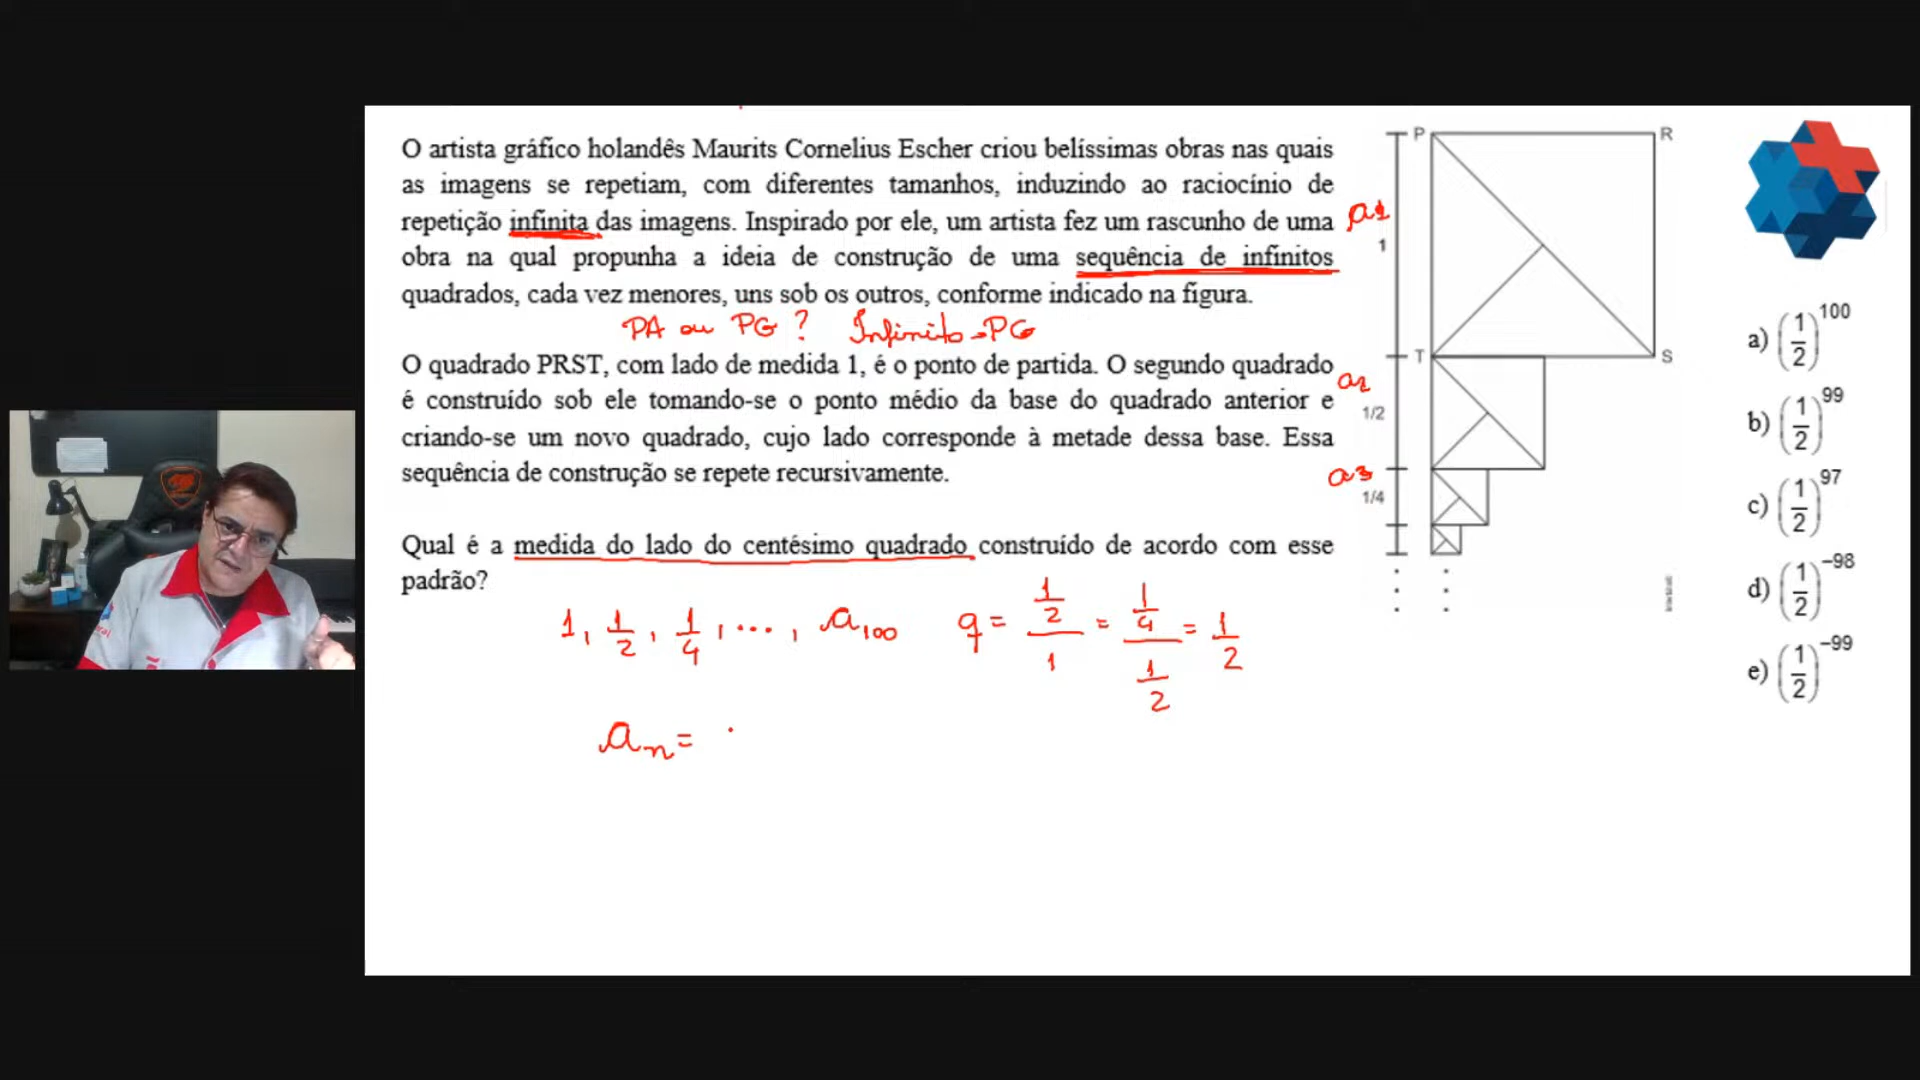 O artista gráfico holandês Maurits Cornelius Escher criou belíssimas obras nas quais
as imagens se repetiam, com diferentes tamanhos, induzindo ao raciocínio de
repetição infinita das imagens. Inspirado por ele, um artista fez um rascunho de uma
obra na qual propunha a ideia de construção de uma sequência de infinitos
quadrados, cada vez menores, uns sob os outros, conforme indicado na figura.
PA ou PG ? Infinito → PG
O quadrado PRST, com lado de medida 1, é o ponto de partida. O segundo quadrado
é construído sob ele tomando-se o ponto médio da base do quadrado anterior e
criando-se um novo quadrado, cujo lado corresponde à metade dessa base. Essa
sequência de construção se repete recursivamente.
Qual é a medida do lado do centésimo quadrado construído de acordo com esse
padrão?
1, 1/2, 1/4, ..., a₁₀₀ q = (1/2)/1 = (1/4)/(1/2) = 1/2
aₙ =
P R
a1
1
T S
a2
1/2
a3
1/4
a) (1/2)^100
b) (1/2)^99
c) (1/2)^97
d) (1/2)^-98
e) (1/2)^-99